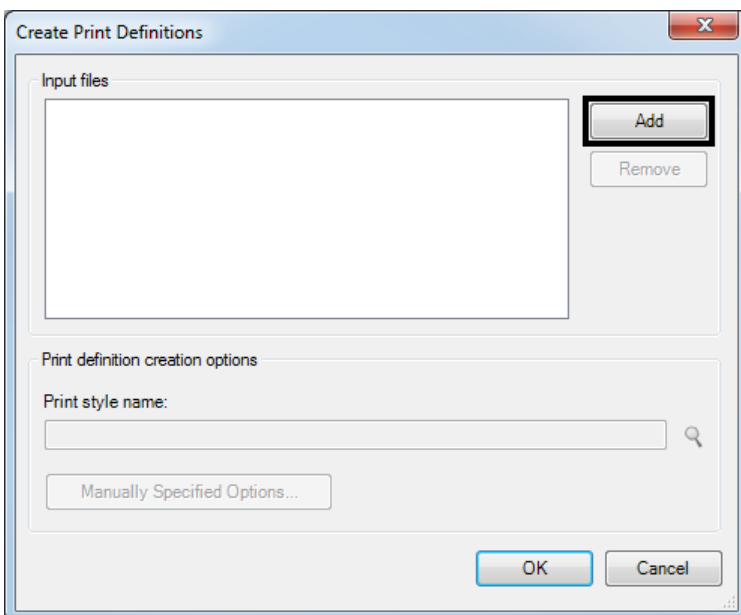 Create Print Definitions
Input files
Add
Remove
Print definition creation options
Print style name:
Manually Specified Options...
OK
Cancel